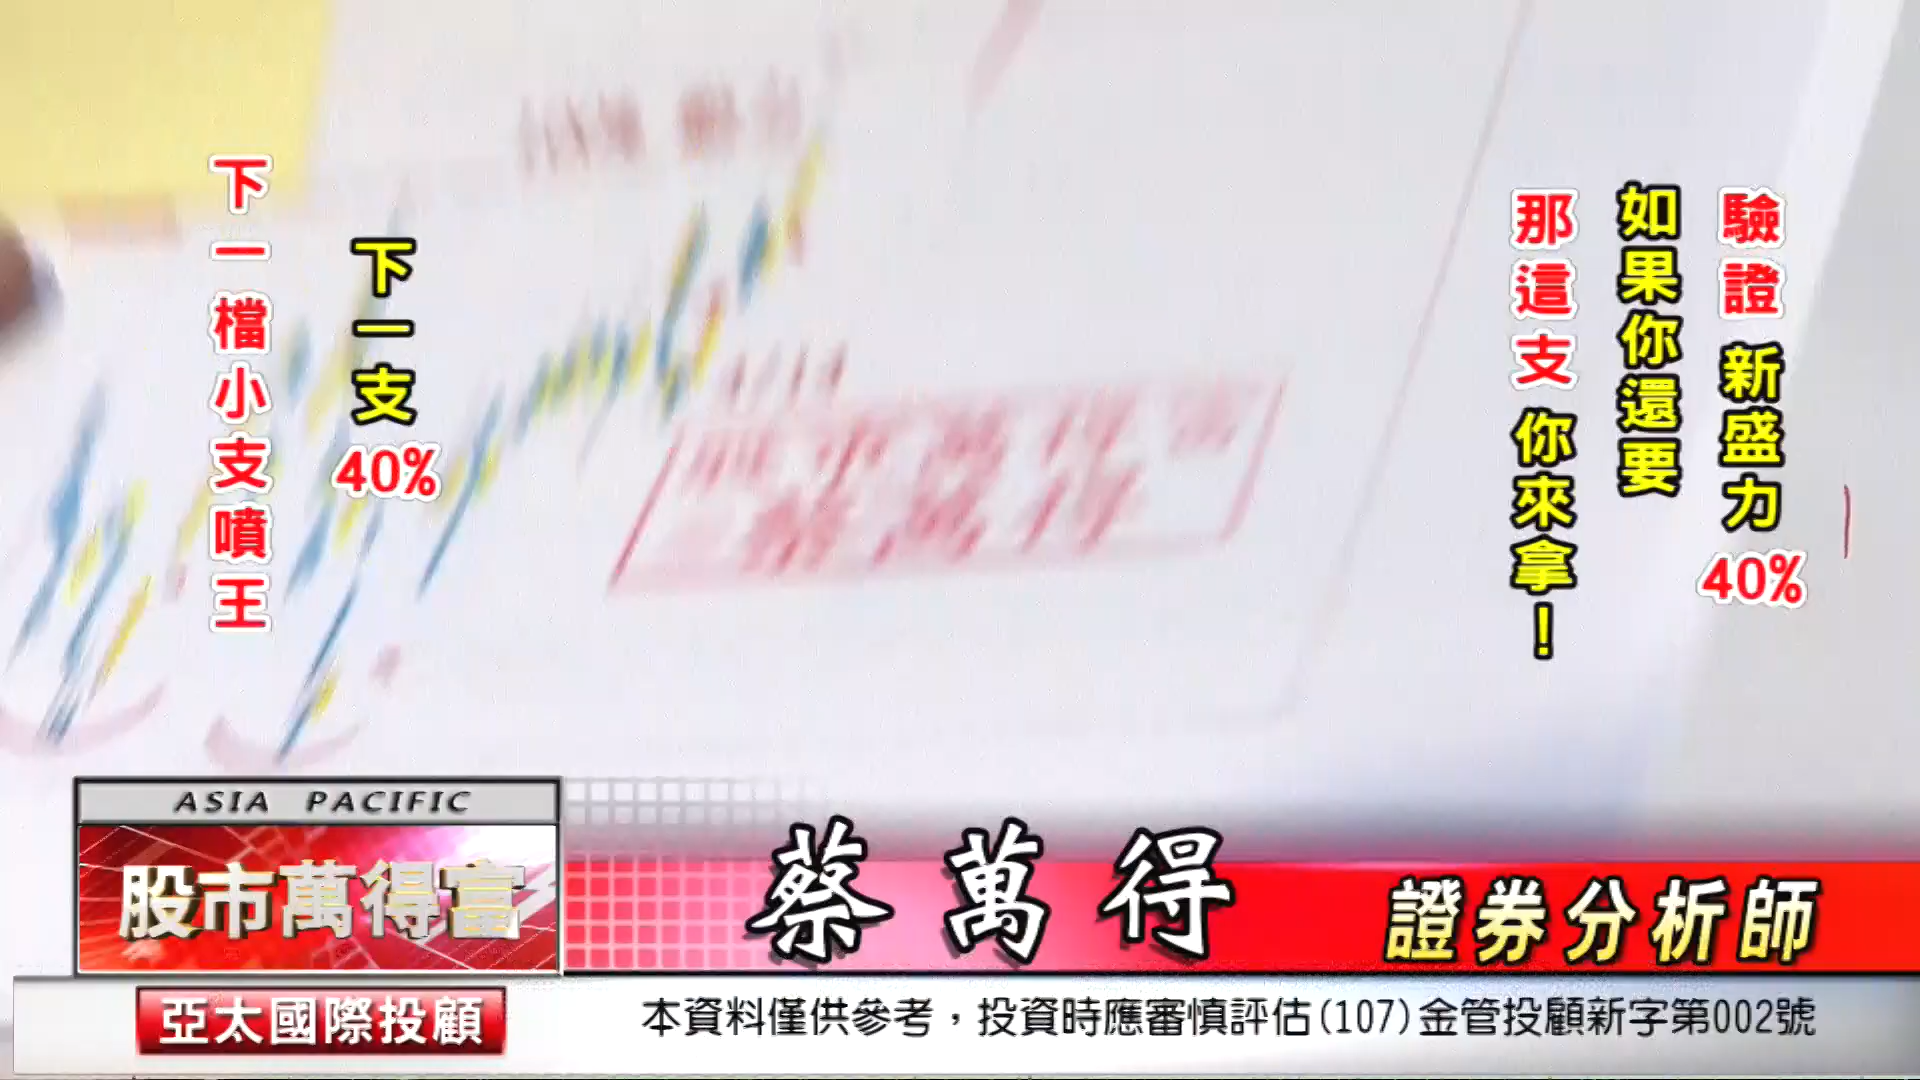 驗證 新盛力 40%
如果你還要
那這支 你來拿!
下一支 40%
下一檔小支噴王
ASIA PACIFIC
股市萬得富
蔡萬得 證券分析師
亞太國際投顧
本資料僅供參考,投資時應審慎評估(107)金管投顧新字第002號